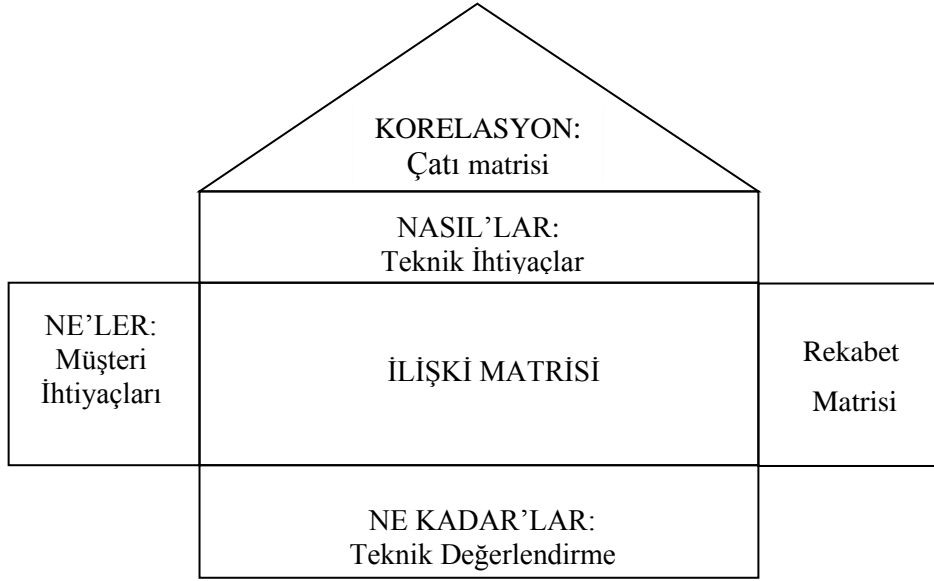 KORELASYON:
Çatı matrisi
NASIL’LAR:
Teknik İhtiyaçlar
NE’LER:
Müşteri
İhtiyaçları
İLİŞKİ MATRİSİ
Rekabet
Matrisi
NE KADAR’LAR:
Teknik Değerlendirme